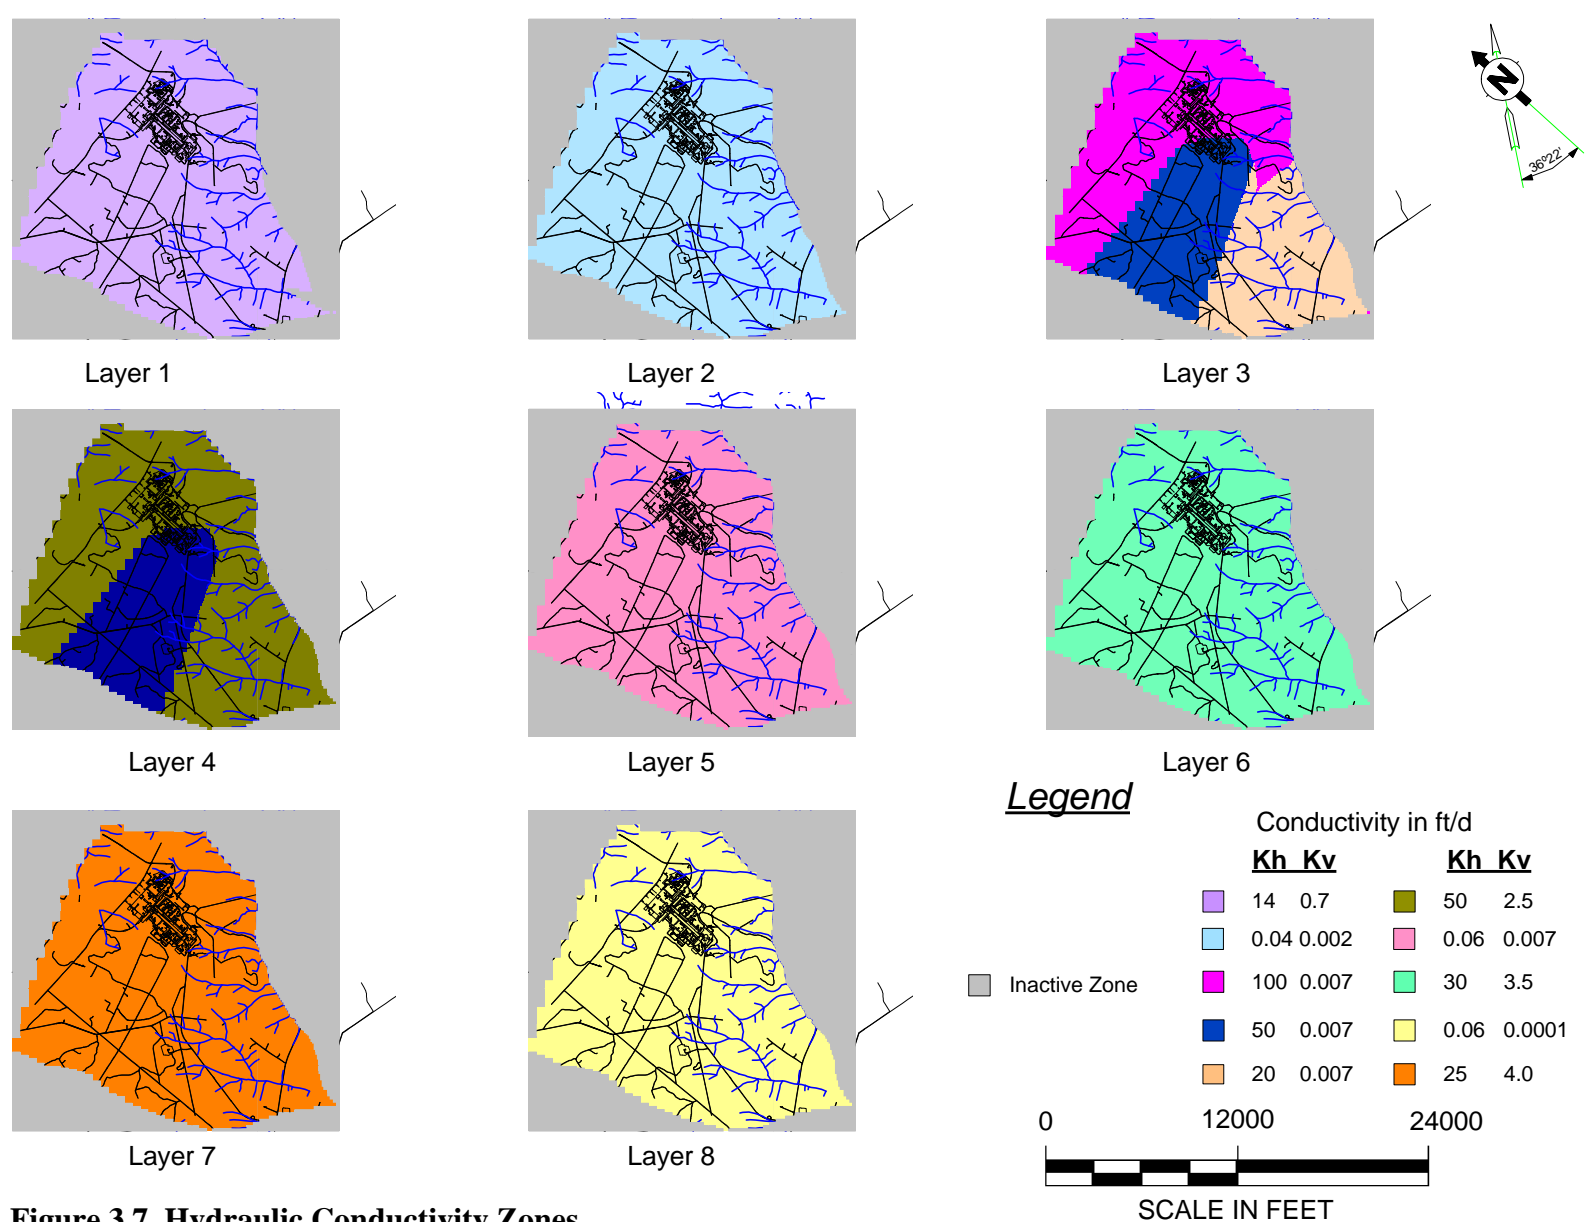 N
36°22'
Layer 1
Layer 2
Layer 3
Layer 4
Layer 5
Layer 6
Layer 7
Layer 8
Legend
Conductivity in ft/d
Kh Kv Kh Kv
14 0.7 50 2.5
0.04 0.002 0.06 0.007
100 0.007 30 3.5
Inactive Zone
50 0.007 0.06 0.0001
20 0.007 25 4.0
0 12000 24000
SCALE IN FEET
Figure 3.7 Hydraulic Conductivity Zones